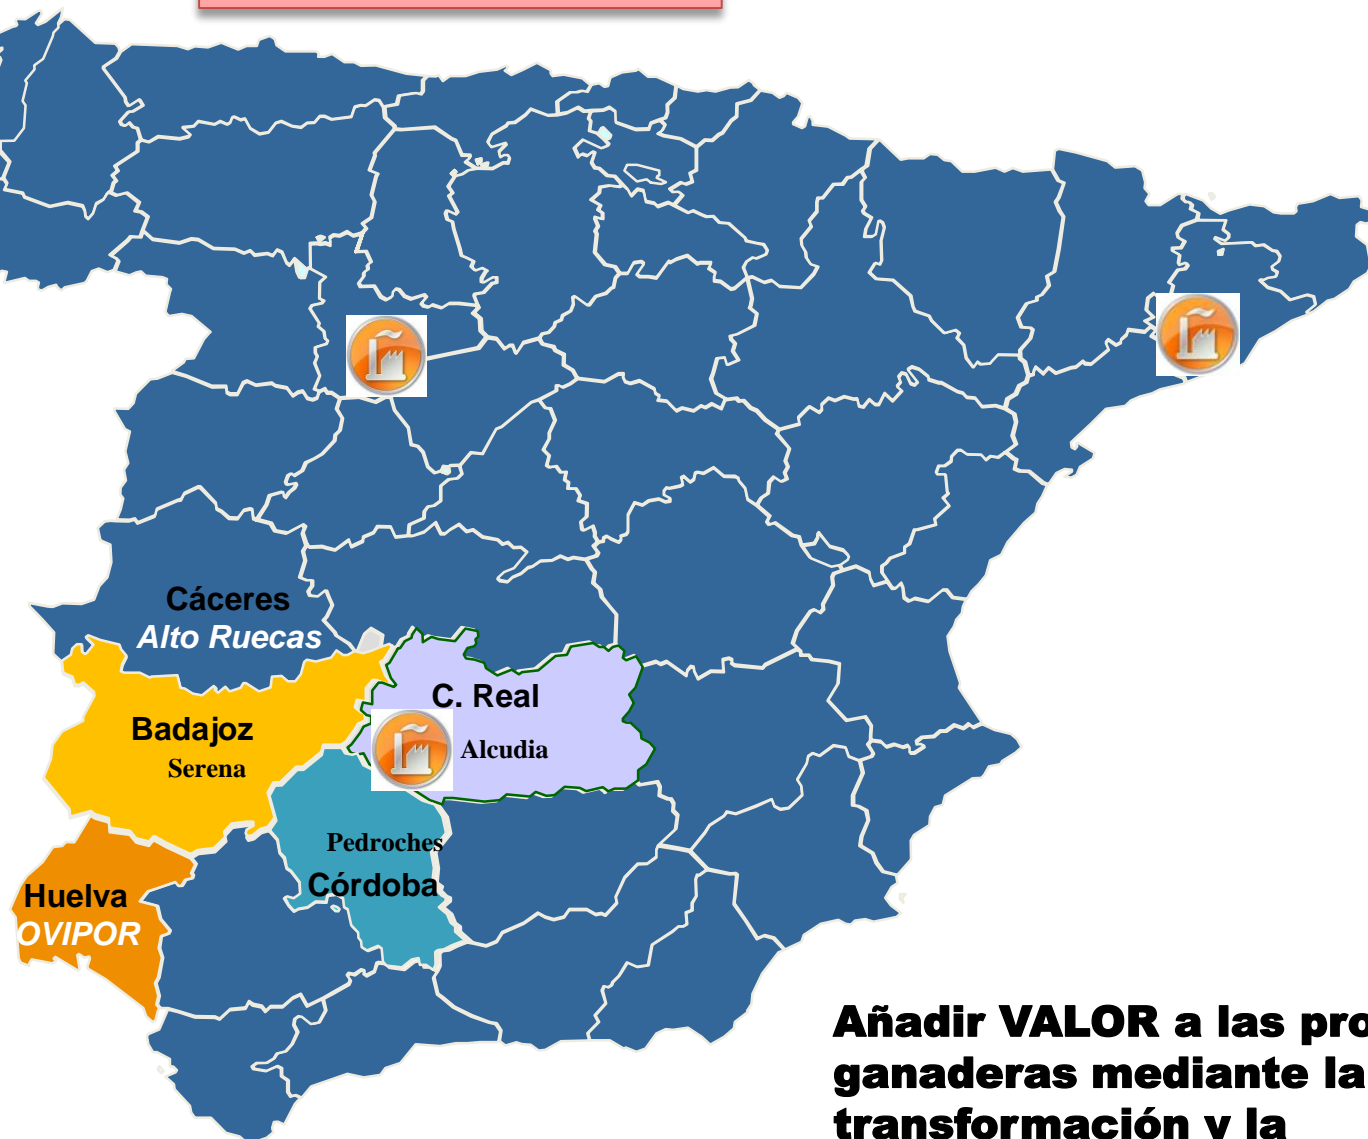 Cáceres
Alto Ruecas
C. Real
Badajoz
Alcudia
Serena
Pedroches
Córdoba
Huelva
OVIPOR
Añadir VALOR a las
ganaderas mediante la
transformación y la